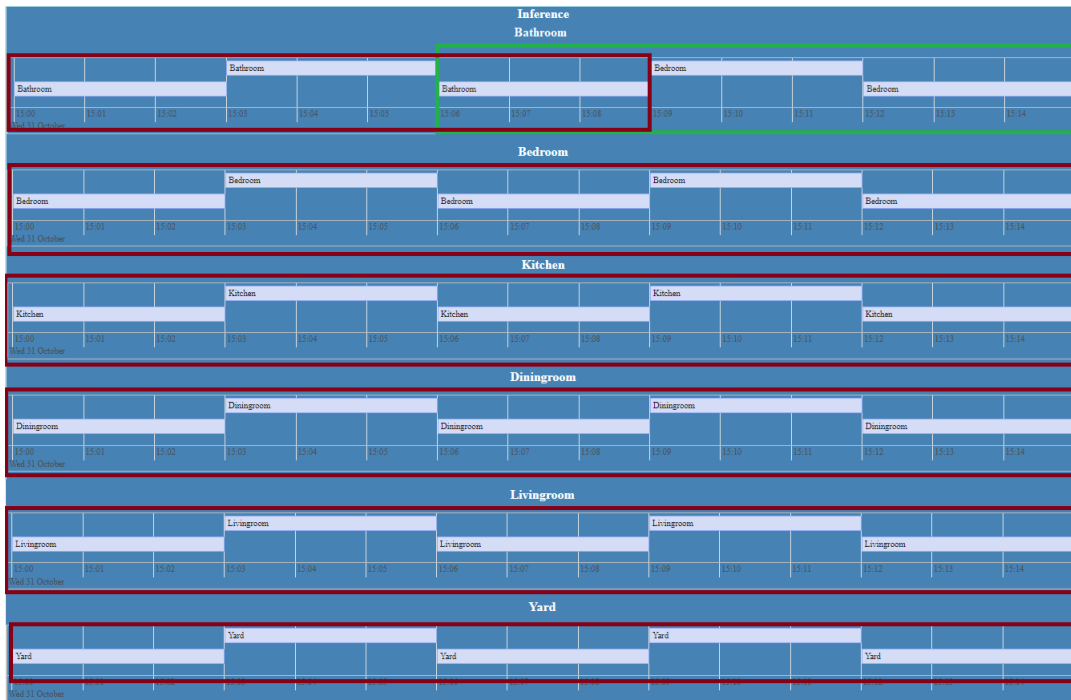 Inference
Bathroom
Bathroom Bedroom
Bathroom Bathroom Bedroom
15:00 15:01 15:02 15:03 15:04 15:05 15:06 15:07 15:08 15:09 15:10 15:11 15:12 15:13 15:14
Wed 31 October
Bedroom
Bedroom Bedroom
Bedroom Bedroom Bedroom
15:00 15:01 15:02 15:03 15:04 15:05 15:06 15:07 15:08 15:09 15:10 15:11 15:12 15:13 15:14
Wed 31 October
Kitchen
Kitchen Kitchen
Kitchen Kitchen Kitchen
15:00 15:01 15:02 15:03 15:04 15:05 15:06 15:07 15:08 15:09 15:10 15:11 15:12 15:13 15:14
Wed 31 October
Diningroom
Diningroom Diningroom
Diningroom Diningroom Diningroom
15:00 15:01 15:02 15:03 15:04 15:05 15:06 15:07 15:08 15:09 15:10 15:11 15:12 15:13 15:14
Wed 31 October
Livingroom
Livingroom Livingroom
Livingroom Livingroom Livingroom
15:00 15:01 15:02 15:03 15:04 15:05 15:06 15:07 15:08 15:09 15:10 15:11 15:12 15:13 15:14
Wed 31 October
Yard
Yard Yard
Yard Yard Yard
Wed 31 October